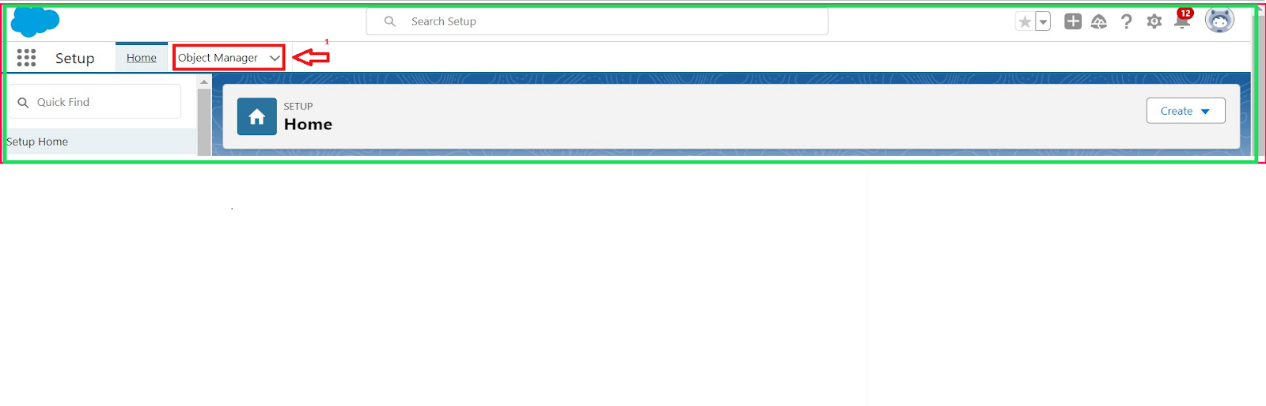 Search Setup
12
Setup
Home
Object Manager
1
Quick Find
SETUP
Home
Create
Setup Home
.